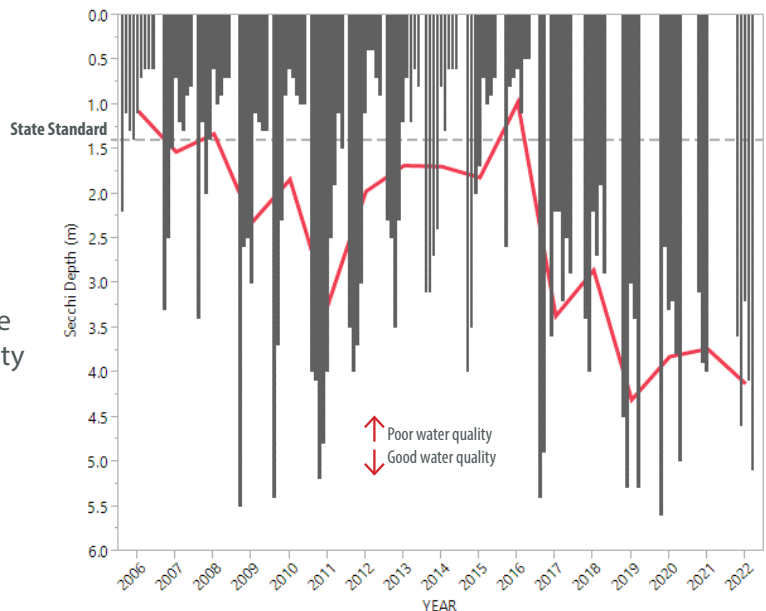 0.0
0.5
1.0
State Standard
1.5
2.0
2.5
3.0
3.5
4.0
4.5
5.0
5.5
6.0
Secchi Depth (m)
e
ty
Poor water quality
Good water quality
2006 2007 2008 2009 2010 2011 2012 2013 2014 2015 2016 2017 2018 2019 2020 2021 2022
YEAR